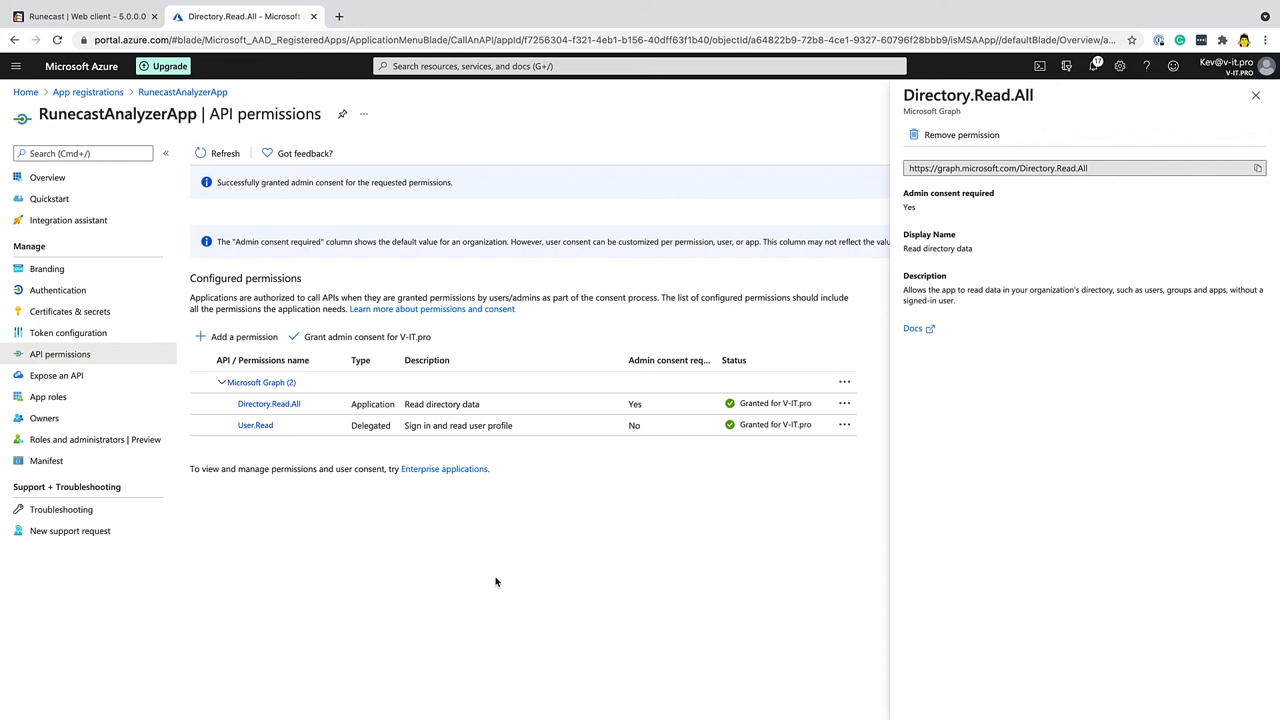 Runecast | Web client - 5.0.0.0
Directory.Read.All - Microsoft
portal.azure.com/#blade/Microsoft_AAD_RegisteredApps/ApplicationMenuBlade/CallAnAPI/appId/f7256304-f321-4eb1-b156-40dff63f1b40/objectId/a64822b9-72b8-4ce1-9327-60796f28bbb9/isMSAApp//defaultBlade/Overview/a...
Microsoft Azure
Upgrade
Search resources, services, and docs (G+/)
17
Kev@v-it.pro
V-IT.PRO
Home > App registrations > RunecastAnalyzerApp
RunecastAnalyzerApp | API permissions
Search (Cmd+/)
Overview
Quickstart
Integration assistant
Manage
Branding
Authentication
Certificates & secrets
Token configuration
API permissions
Expose an API
App roles
Owners
Roles and administrators | Preview
Manifest
Support + Troubleshooting
Troubleshooting
New support request
Refresh
Got feedback?
Successfully granted admin consent for the requested permissions.
The "Admin consent required" column shows the default value for an organization. However, user consent can be customized per permission, user, or app. This column may not reflect the valu
Configured permissions
Applications are authorized to call APIs when they are granted permissions by users/admins as part of the consent process. The list of configured permissions should include
all the permissions the application needs. Learn more about permissions and consent
Add a permission
Grant admin consent for V-IT.pro
API / Permissions name Type Description Admin consent req... Status
Microsoft Graph (2)
Directory.Read.All Application Read directory data Yes Granted for V-IT.pro
User.Read Delegated Sign in and read user profile No Granted for V-IT.pro
To view and manage permissions and user consent, try Enterprise applications.
Directory.Read.All
Microsoft Graph
Remove permission
https://graph.microsoft.com/Directory.Read.All
Admin consent required
Yes
Display Name
Read directory data
Description
Allows the app to read data in your organization's directory, such as users, groups and apps, without a
signed-in user.
Docs